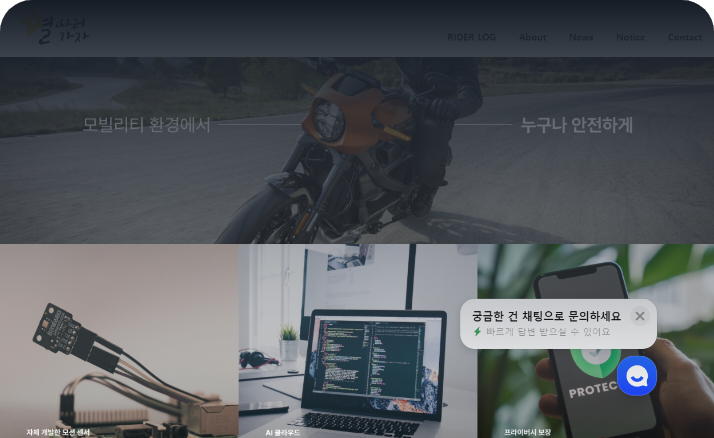 별 따러
가자
RIDER LOG About News Notice Contact
모빌리티 환경에서 누구나 안전하게
궁금한 건 채팅으로 문의하세요
빠르게 답변 받으실 수 있어요
PROTEC
자체 개발한 모션 센서 AI 클라우드 프라이버시 보장